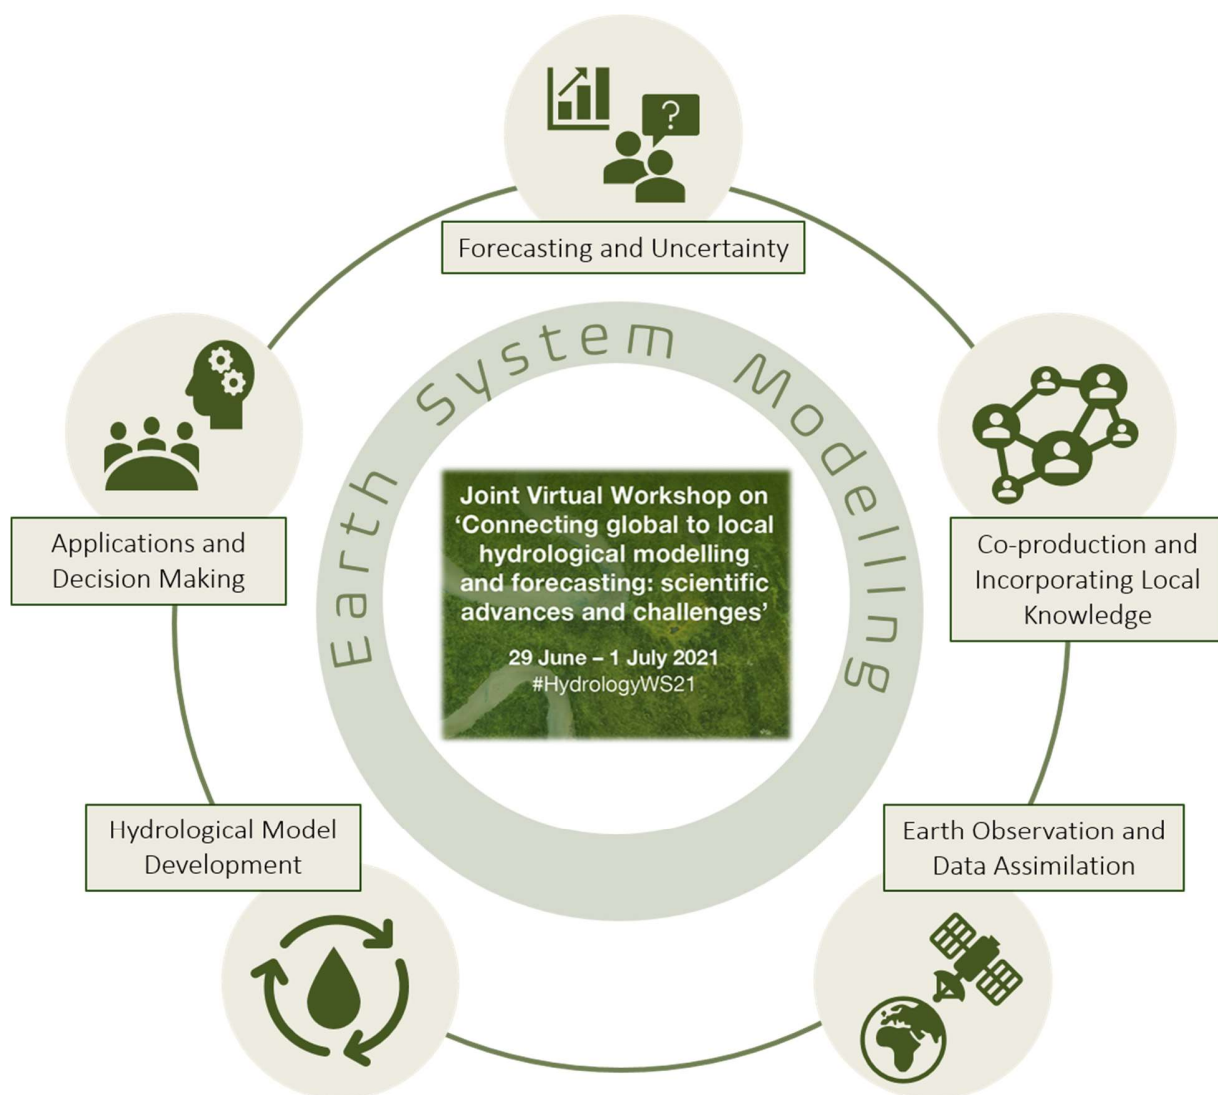 ?
Forecasting and Uncertainty
Earth System Modelling
Applications and
Decision Making
Co-production and
Incorporating Local
Knowledge
Joint Virtual Workshop on
‘Connecting global to local
hydrological modelling
and forecasting: scientific
advances and challenges’
29 June – 1 July 2021
#HydrologyWS21
Hydrological Model
Development
Earth Observation and
Data Assimilation